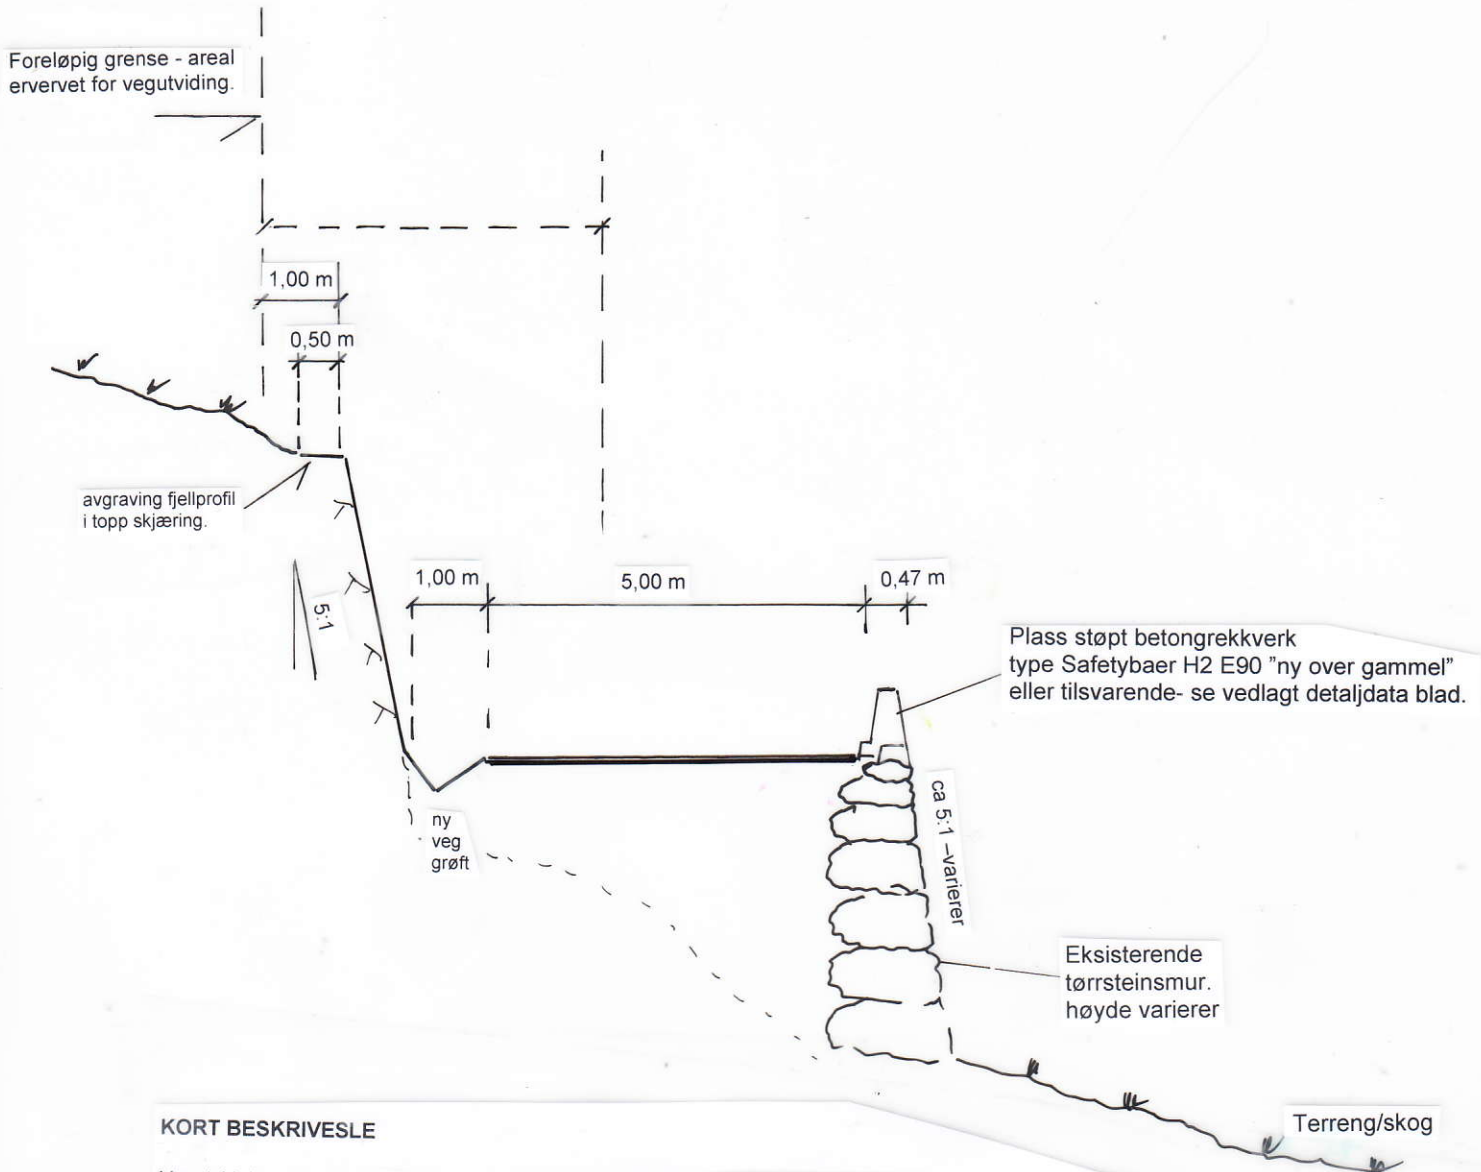 Foreløpig grense - areal
ervervet for vegutviding.
1,00 m
0,50 m
avgraving fjellprofil
i topp skjæring.
5:1
1,00 m
5,00 m
0,47 m
Plass støpt betongrekkverk
type Safetybaer H2 E90 "ny over gammel"
eller tilsvarende- se vedlagt detaljdata blad.
ny
veg
grøft
ca 5:1 –varierer
Eksisterende
tørrsteinsmur.
høyde varierer
Terreng/skog
KORT BESKRIVESLE